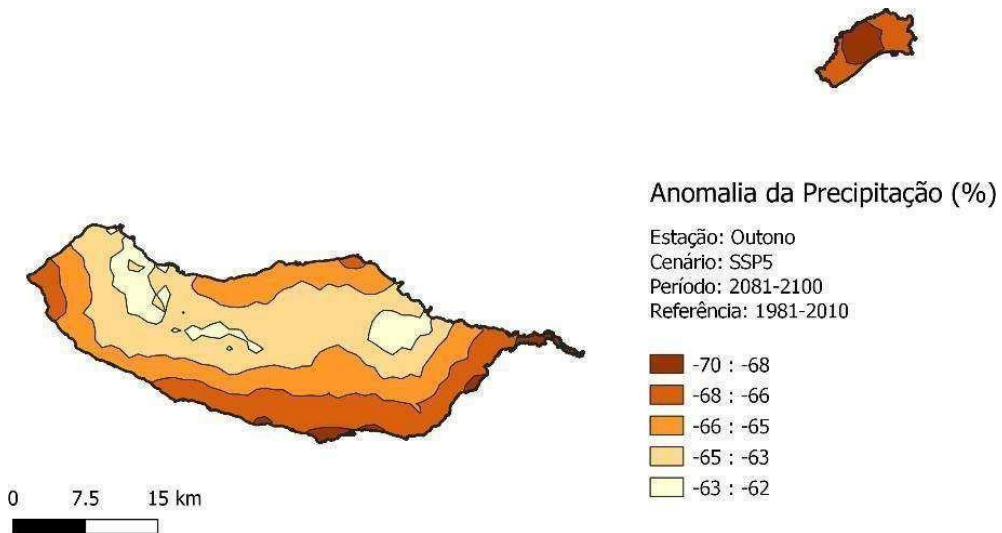 Anomalia da Precipitação (%)
Estação: Outono
Cenário: SSP5
Período: 2081-2100
Referência: 1981-2010
-70 : -68
-68 : -66
-66 : -65
-65 : -63
-63 : -62
0 7.5 15 km